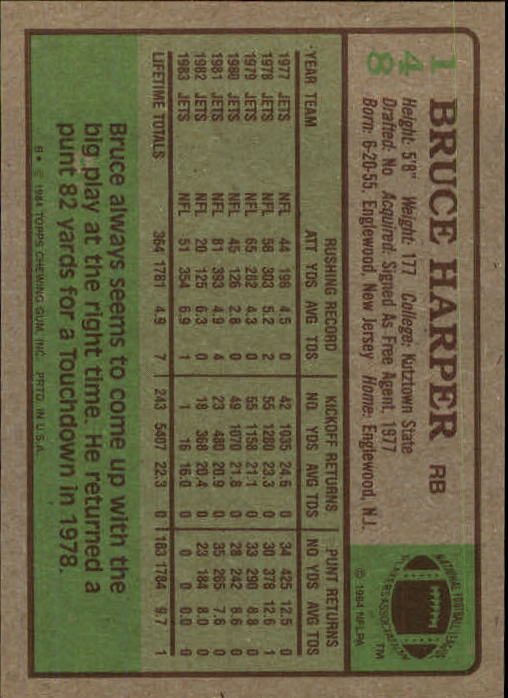 148
BRUCE HARPER RB
Height: 5'8" Weight: 177 College: Kutztown State
Drafted: No Acquired: Signed As Free Agent, 1977
Born: 6-20-55, Englewood, New Jersey Home: Englewood, N.J.
NATIONAL FOOTBALL LEAGUE
PLAYERS ASSOCIATION
TM
© 1984 NFLPA
RUSHING RECORD KICKOFF RETURNS PUNT RETURNS
YEAR TEAM ATT YDS AVG TDS NO. YDS AVG TDS NO YDS AVG TDS
1977 JETS NFL 44 198 4.5 0 42 1035 24.6 0 34 425 12.5 0
1978 JETS NFL 58 303 5.2 2 55 1280 23.3 0 30 378 12.6 1
1979 JETS NFL 65 282 4.3 0 55 1158 21.1 0 33 290 8.8 0
1980 JETS NFL 45 126 2.8 0 49 1070 21.8 0 28 242 8.6 0
1981 JETS NFL 81 393 4.9 4 23 480 20.9 0 35 265 7.6 0
1982 JETS NFL 20 125 6.3 0 18 368 20.4 0 23 184 8.0 0
1983 JETS NFL 51 354 6.9 1 1 16 16.0 0 0 0 0.0 0
LIFETIME TOTALS 364 1781 4.9 7 243 5407 22.3 0 183 1784 9.7 1
Bruce always seems to come up with the
big play at the right time. He returned a
punt 82 yards for a Touchdown in 1978.
© 1984 TOPPS CHEWING GUM, INC. PRTD. IN U.S.A.